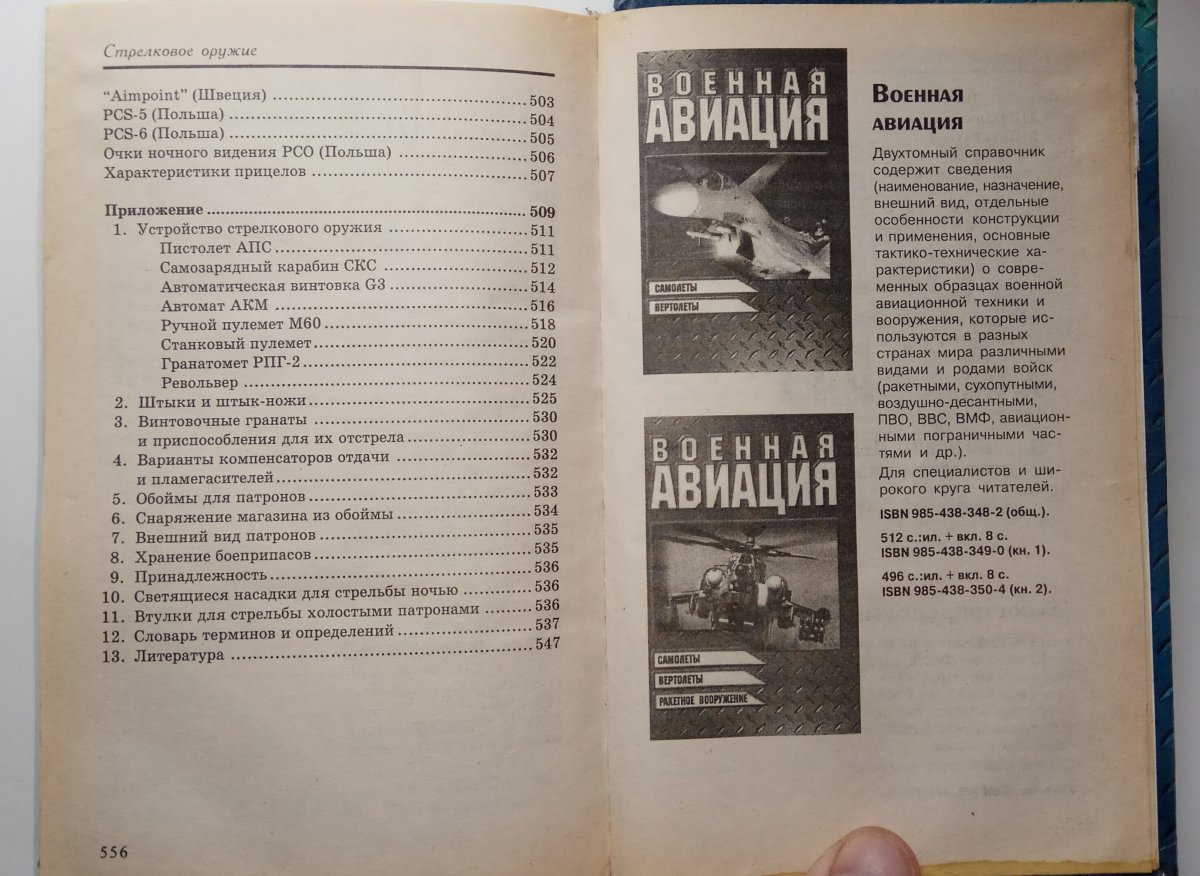 Стрелковое оружие
“Aimpoint” (Швеция) ........ 503
PCS-5 (Польша) ........ 504
PCS-6 (Польша) ........ 505
Очки ночного видения PCO (Польша) ........ 506
Характеристики прицелов ........ 507
Приложение ........ 509
1. Устройство стрелкового оружия ........ 511
Пистолет АПС ........ 511
Самозарядный карабин СКС ........ 512
Автоматическая винтовка G3 ........ 514
Автомат АКМ ........ 516
Ручной пулемет М60 ........ 518
Станковый пулемет ........ 520
Гранатомет РПГ-2 ........ 522
Револьвер ........ 524
2. Штыки и штык-ножи ........ 525
3. Винтовочные гранаты ........ 530
и приспособления для их отстрела ........ 530
4. Варианты компенсаторов отдачи ........ 532
и пламегасителей ........ 532
5. Обоймы для патронов ........ 533
6. Снаряжение магазина из обоймы ........ 534
7. Внешний вид патронов ........ 535
8. Хранение боеприпасов ........ 535
9. Принадлежность ........ 536
10. Светящиеся насадки для стрельбы ночью ........ 536
11. Втулки для стрельбы холостыми патронами ........ 536
12. Словарь терминов и определений ........ 537
13. Литература ........ 547
556
ВОЕННАЯ
АВИАЦИЯ
САМОЛЕТЫ
ВЕРТОЛЕТЫ
ВОЕННАЯ
АВИАЦИЯ
САМОЛЕТЫ
ВЕРТОЛЕТЫ
РАКЕТНОЕ ВООРУЖЕНИЕ
ВОЕННАЯ
АВИАЦИЯ
Двухтомный справочник
содержит сведения
(наименование, назначение,
внешний вид, отдельные
особенности конструкции
и применения, основные
тактико-технические ха-
рактеристики) о совре-
менных образцах военной
авиационной техники и
вооружения, которые ис-
пользуются в разных
странах мира различными
видами и родами войск
(ракетными, сухопутными,
воздушно-десантными,
ПВО, ВВС, ВМФ, авиацион-
ными пограничными час-
тями и др.).
Для специалистов и ши-
рокого круга читателей.
ISBN 985-438-348-2 (общ.).
512 с.:ил. + вкл. 8 с.
ISBN 985-438-349-0 (кн. 1).
496 с.:ил. + вкл. 8 с.
ISBN 985-438-350-4 (кн. 2).